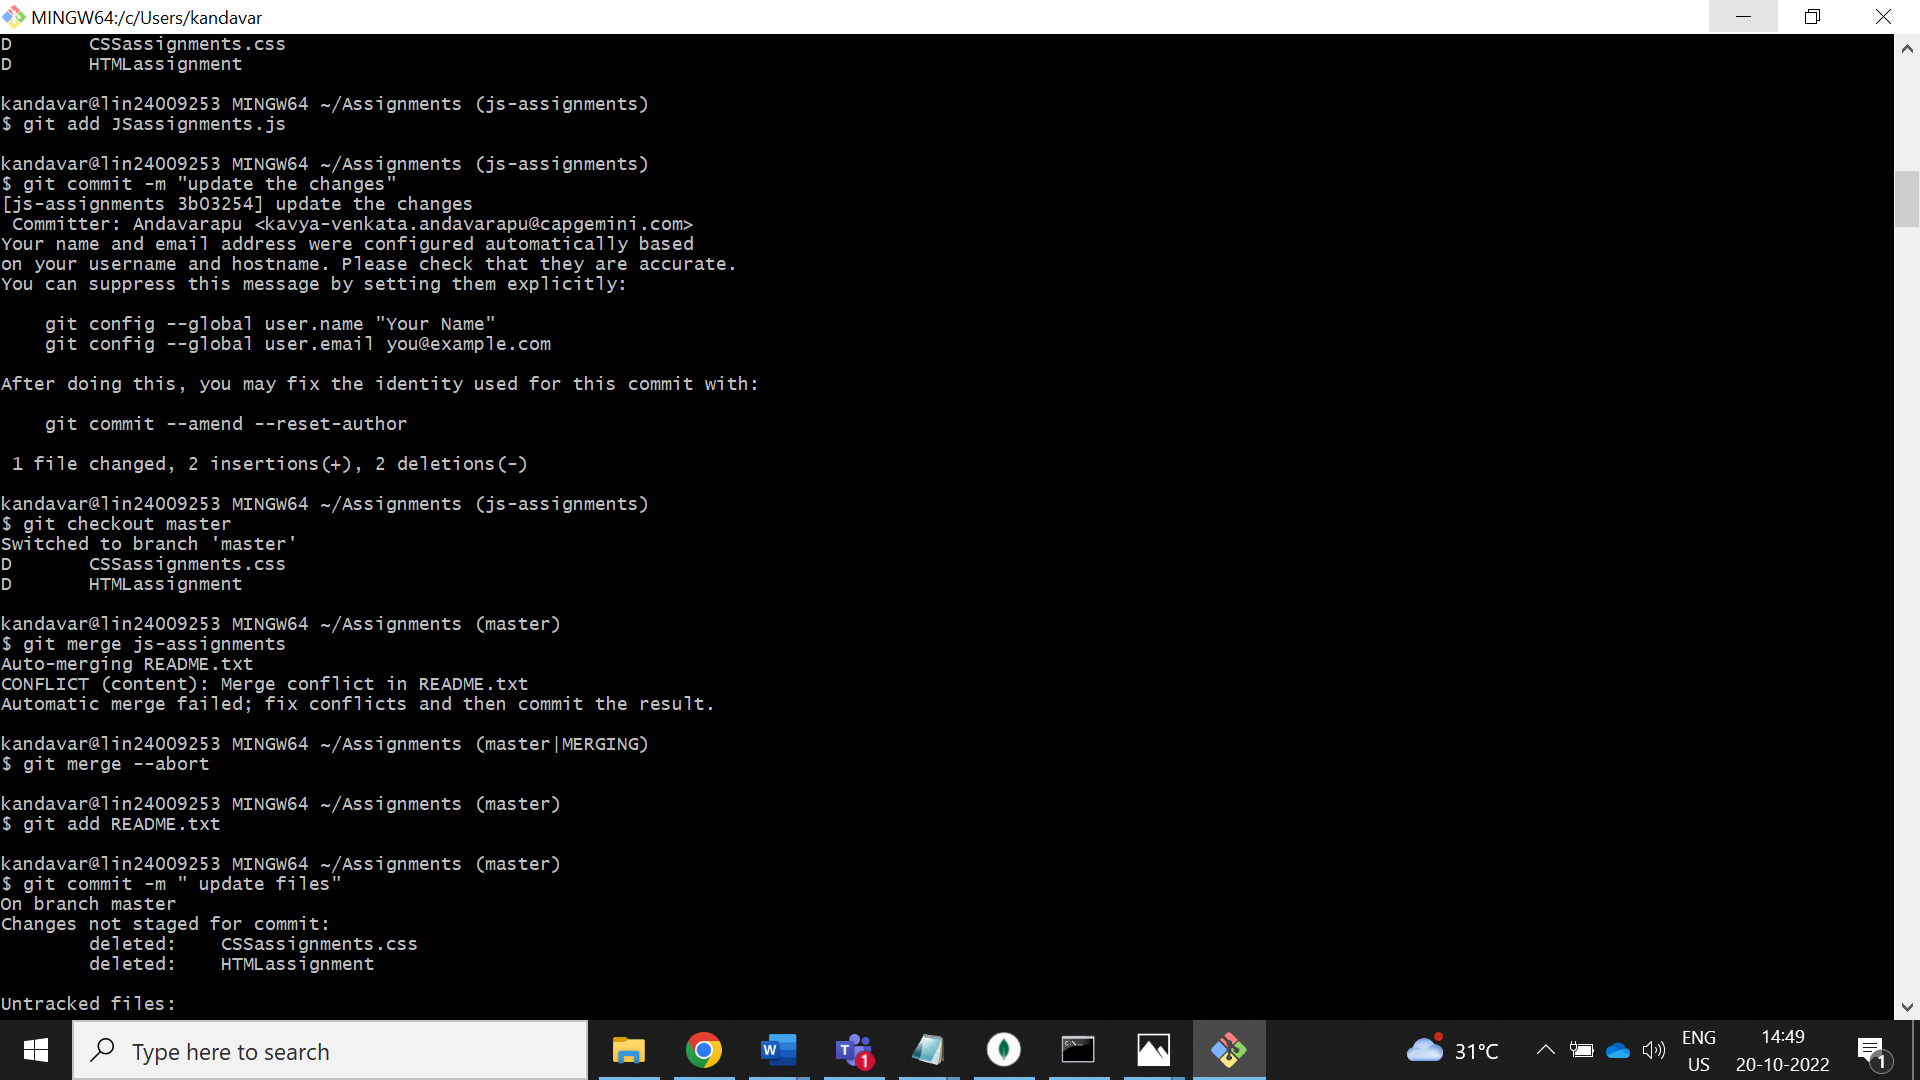 MINGW64:/c/Users/kandavar
D       CSSassignments.css
D       HTMLassignment
kandavar@lin24009253 MINGW64 ~/Assignments (js-assignments)
$ git add JSassignments.js
kandavar@lin24009253 MINGW64 ~/Assignments (js-assignments)
$ git commit -m "update the changes"
[js-assignments 3b03254] update the changes
 Committer: Andavarapu <kavya-venkata.andavarapu@capgemini.com>
Your name and email address were configured automatically based
on your username and hostname. Please check that they are accurate.
You can suppress this message by setting them explicitly:
    git config --global user.name "Your Name"
    git config --global user.email you@example.com
After doing this, you may fix the identity used for this commit with:
    git commit --amend --reset-author
 1 file changed, 2 insertions(+), 2 deletions(-)
kandavar@lin24009253 MINGW64 ~/Assignments (js-assignments)
$ git checkout master
Switched to branch 'master'
D       CSSassignments.css
D       HTMLassignment
kandavar@lin24009253 MINGW64 ~/Assignments (master)
$ git merge js-assignments
Auto-merging README.txt
CONFLICT (content): Merge conflict in README.txt
Automatic merge failed; fix conflicts and then commit the result.
kandavar@lin24009253 MINGW64 ~/Assignments (master|MERGING)
$ git merge --abort
kandavar@lin24009253 MINGW64 ~/Assignments (master)
$ git add README.txt
kandavar@lin24009253 MINGW64 ~/Assignments (master)
$ git commit -m " update files"
On branch master
Changes not staged for commit:
        deleted:    CSSassignments.css
        deleted:    HTMLassignment
Untracked files:
Type here to search
31°C
ENG
US
14:49
20-10-2022
1
1